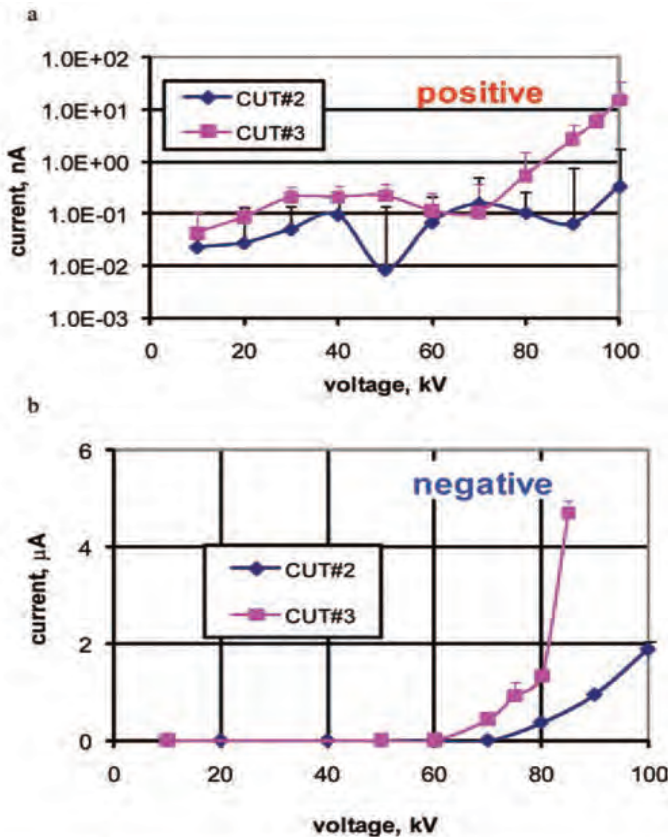 a
1.0E+02
1.0E+01
1.0E+00
1.0E-01
1.0E-02
1.0E-03
current, nA
CUT#2
CUT#3
positive
0 20 40 60 80 100
voltage, kV
b
6
4
2
0
current, μA
negative
CUT#2
CUT#3
0 20 40 60 80 100
voltage, kV